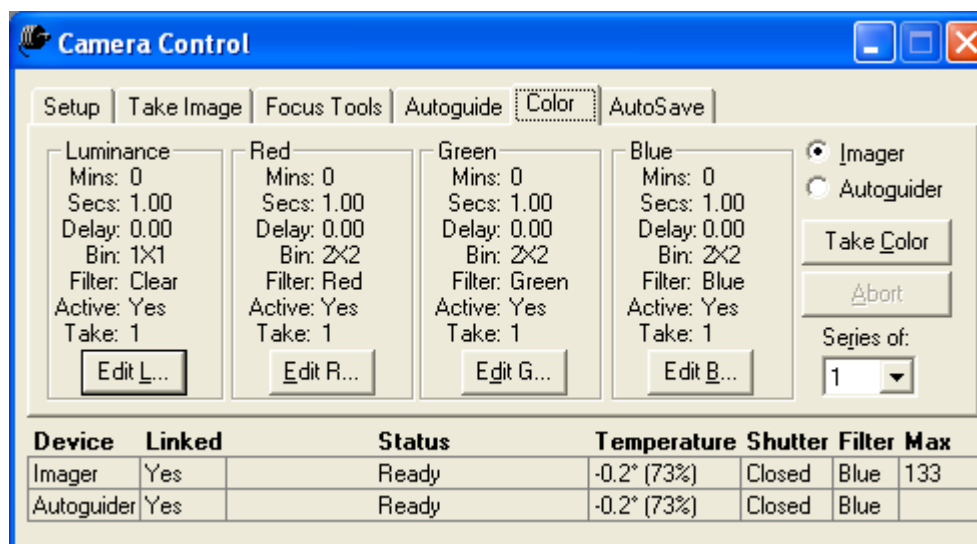 Camera Control
Setup Take Image Focus Tools Autoguide Color AutoSave
Luminance
Mins: 0
Secs: 1.00
Delay: 0.00
Bin: 1X1
Filter: Clear
Active: Yes
Take: 1
Edit L...
Red
Mins: 0
Secs: 1.00
Delay: 0.00
Bin: 2X2
Filter: Red
Active: Yes
Take: 1
Edit R...
Green
Mins: 0
Secs: 1.00
Delay: 0.00
Bin: 2X2
Filter: Green
Active: Yes
Take: 1
Edit G...
Blue
Mins: 0
Secs: 1.00
Delay: 0.00
Bin: 2X2
Filter: Blue
Active: Yes
Take: 1
Edit B...
Imager
Autoguider
Take Color
Abort
Series of:
1
Device Linked Status Temperature Shutter Filter Max
Imager Yes Ready -0.2° (73%) Closed Blue 133
Autoguider Yes Ready -0.2° (73%) Closed Blue